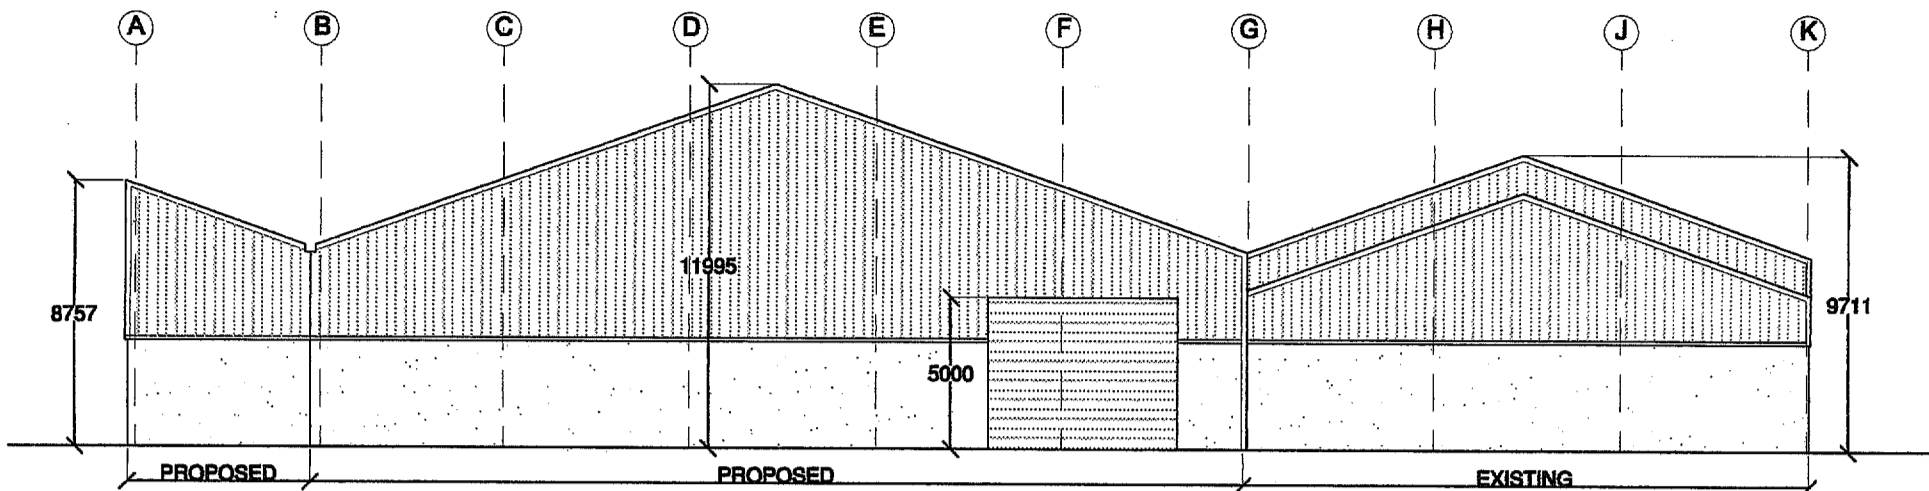 A B C D E F G H J K
11995
8757
9711
5000
PROPOSED PROPOSED EXISTING